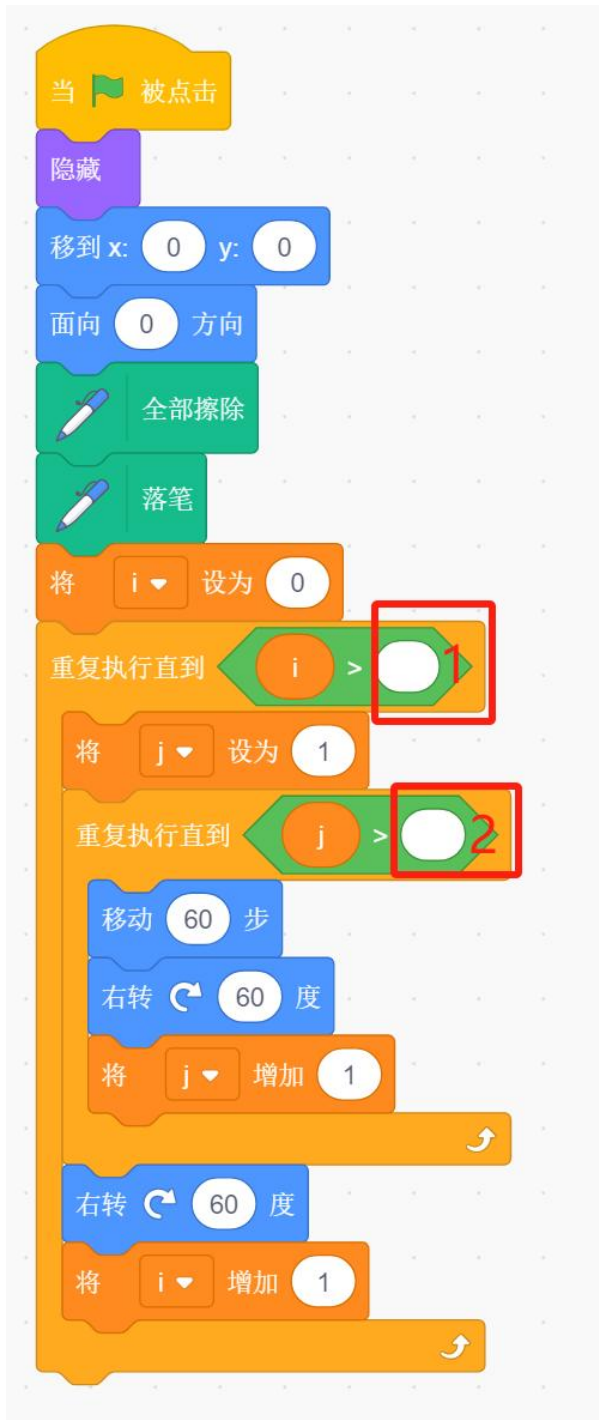 当 被点击
隐藏
移到 x: 0 y: 0
面向 0 方向
全部擦除
落笔
将 i 设为 0
重复执行直到 i > 1
将 j 设为 1
重复执行直到 j > 2
移动 60 步
右转 60 度
将 j 增加 1
右转 60 度
将 i 增加 1